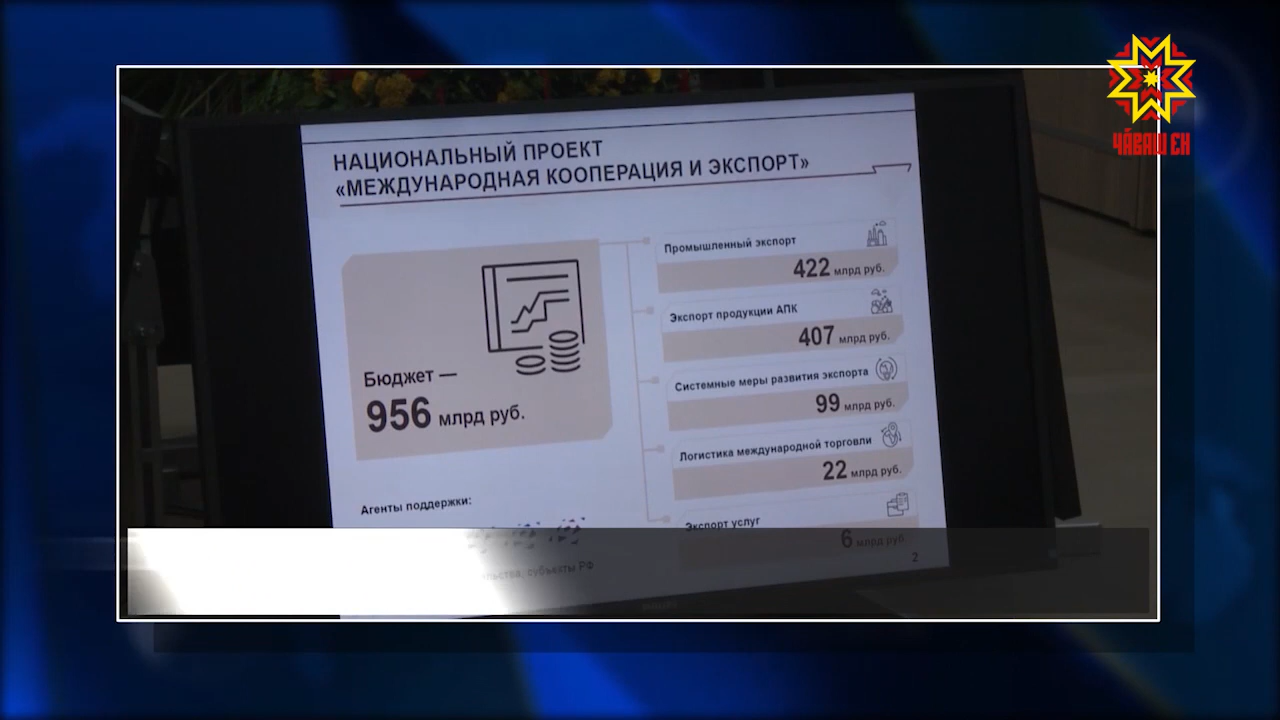 ЧӐВАШ ЕН
НАЦИОНАЛЬНЫЙ ПРОЕКТ
«МЕЖДУНАРОДНАЯ КООПЕРАЦИЯ И ЭКСПОРТ»
Бюджет —
956 млрд руб.
Промышленный экспорт
422 млрд руб.
Экспорт продукции АПК
407 млрд руб.
Системные меры развития экспорта
99 млрд руб.
Логистика международной торговли
22 млрд руб.
Экспорт услуг
6 млрд руб.
Агенты поддержки:
субъекты РФ
2